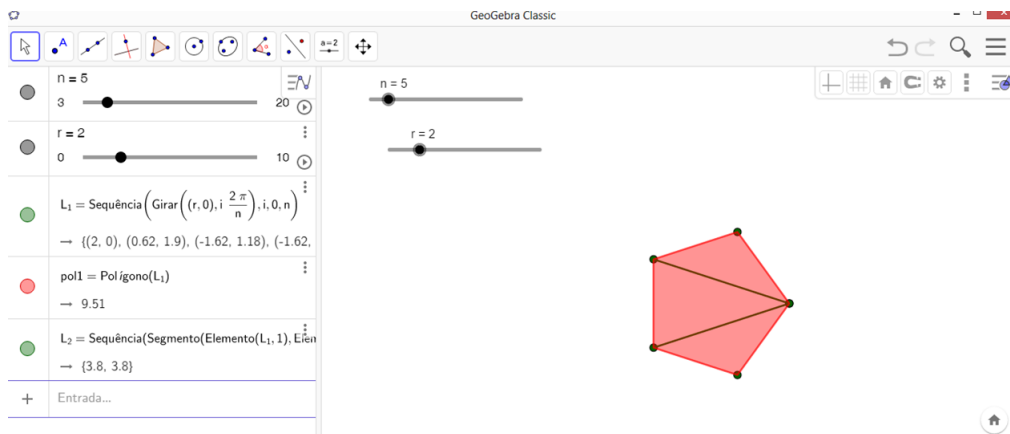 GeoGebra Classic
A
a=2
n = 5
3
20
r = 2
0
10
L₁ = Sequência(Girar((r, 0), i 2 π/n), i, 0, n)
→ {(2, 0), (0.62, 1.9), (-1.62, 1.18), (-1.62,
pol1 = Polígono(L₁)
→ 9.51
L₂ = Sequência(Segmento(Elemento(L₁, 1), Elem
→ {3.8, 3.8}
+ Entrada...
n = 5
r = 2